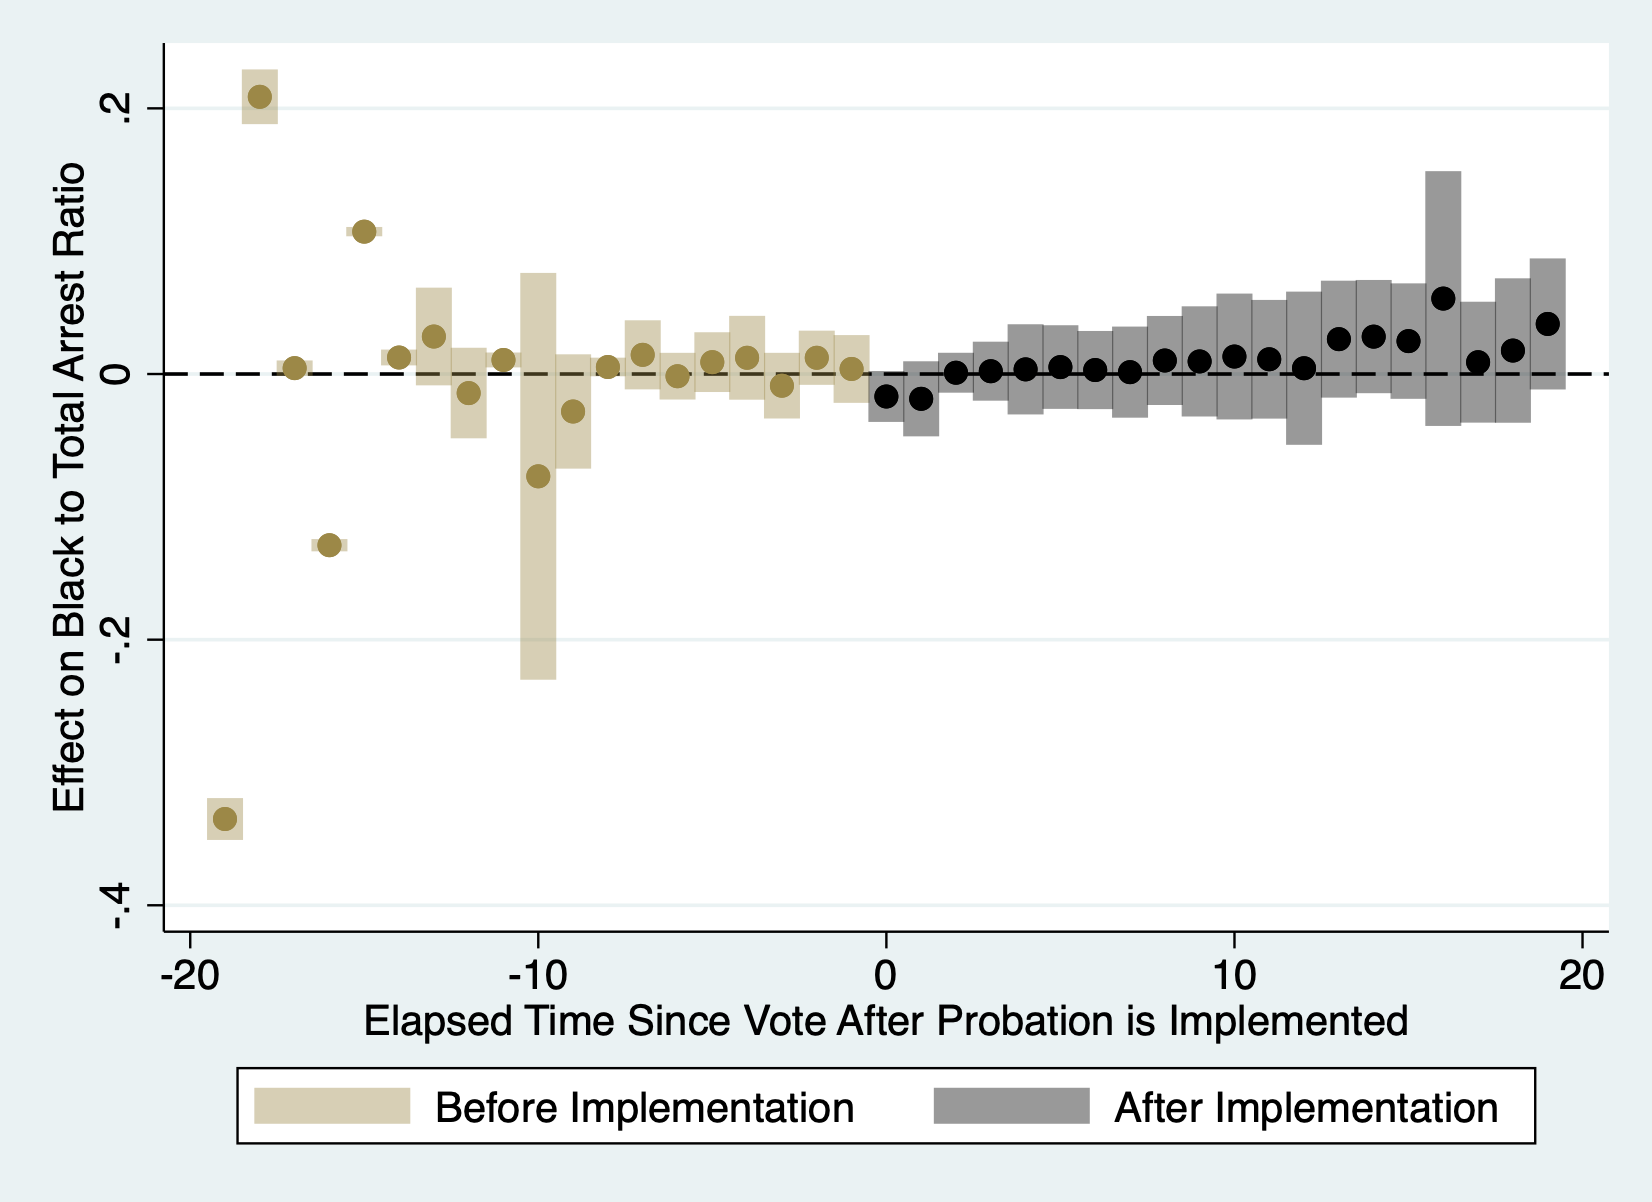 Effect on Black to Total Arrest Ratio
.2
0
-.2
-.4
-20
-10
0
10
20
Elapsed Time Since Vote After Probation is Implemented
Before Implementation
After Implementation